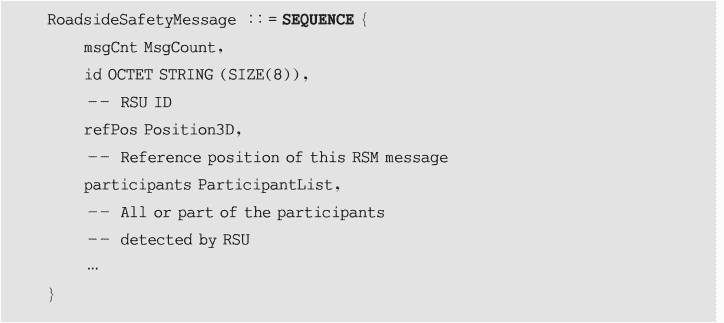 RoadsideSafetyMessage ::= SEQUENCE {
msgCnt MsgCount,
id OCTET STRING (SIZE(8)),
-- RSU ID
refPos Position3D,
-- Reference position of this RSM message
participants ParticipantList,
-- All or part of the participants
-- detected by RSU
…
}